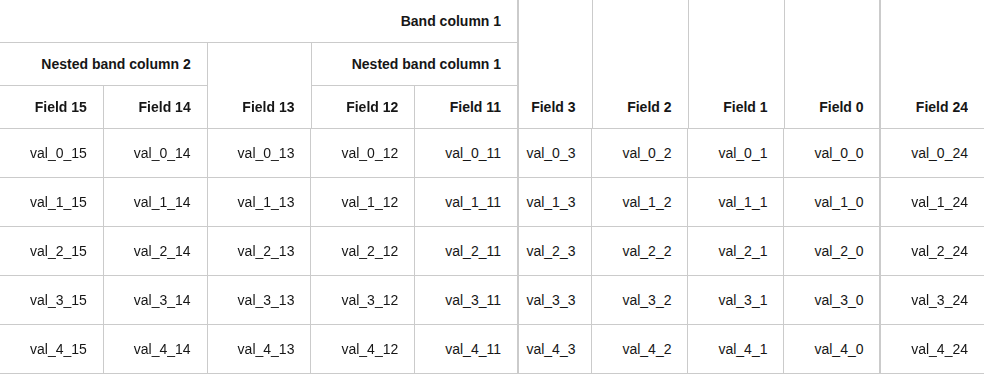 Band column 1
Nested band column 2 Nested band column 1
Field 15 Field 14 Field 13 Field 12 Field 11 Field 3 Field 2 Field 1 Field 0 Field 24
val_0_15 val_0_14 val_0_13 val_0_12 val_0_11 val_0_3 val_0_2 val_0_1 val_0_0 val_0_24
val_1_15 val_1_14 val_1_13 val_1_12 val_1_11 val_1_3 val_1_2 val_1_1 val_1_0 val_1_24
val_2_15 val_2_14 val_2_13 val_2_12 val_2_11 val_2_3 val_2_2 val_2_1 val_2_0 val_2_24
val_3_15 val_3_14 val_3_13 val_3_12 val_3_11 val_3_3 val_3_2 val_3_1 val_3_0 val_3_24
val_4_15 val_4_14 val_4_13 val_4_12 val_4_11 val_4_3 val_4_2 val_4_1 val_4_0 val_4_24